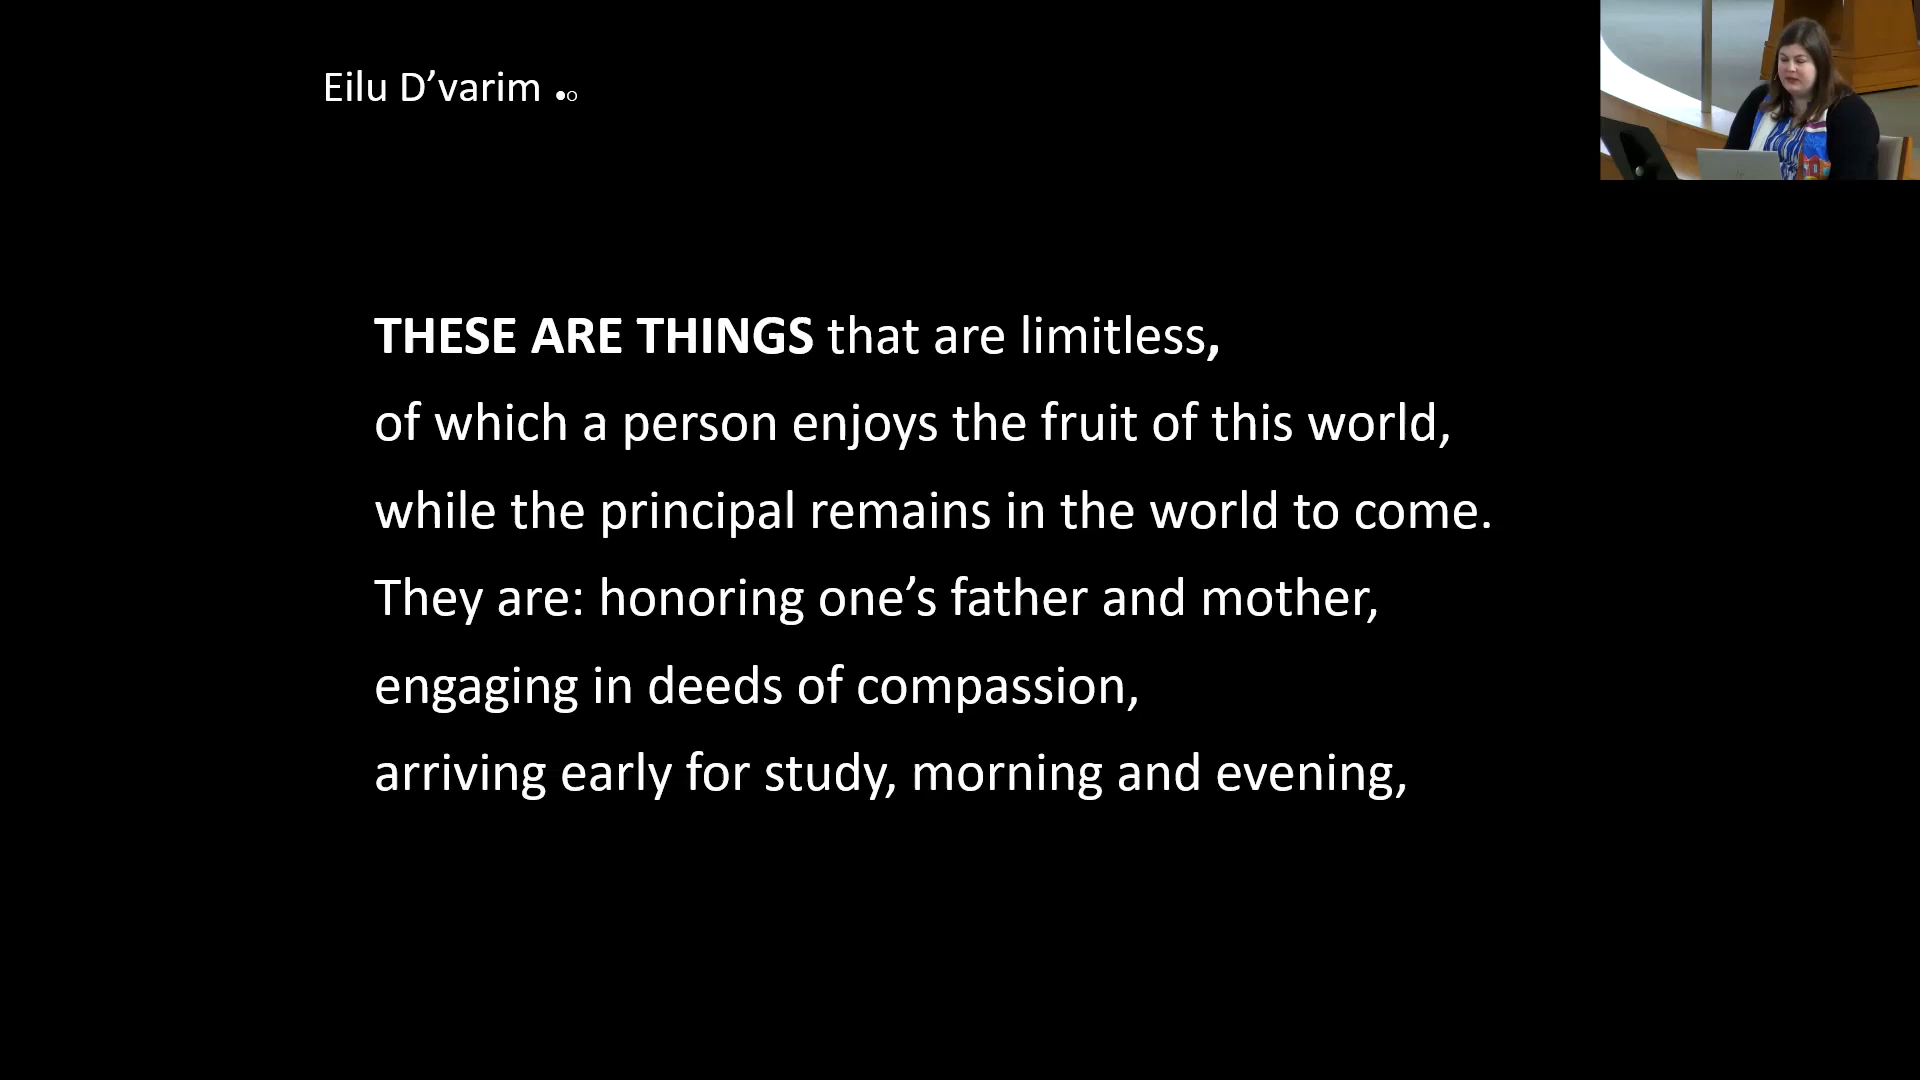 Eilu D’varim
THESE ARE THINGS that are limitless,
of which a person enjoys the fruit of this world,
while the principal remains in the world to come.
They are: honoring one’s father and mother,
engaging in deeds of compassion,
arriving early for study, morning and evening,